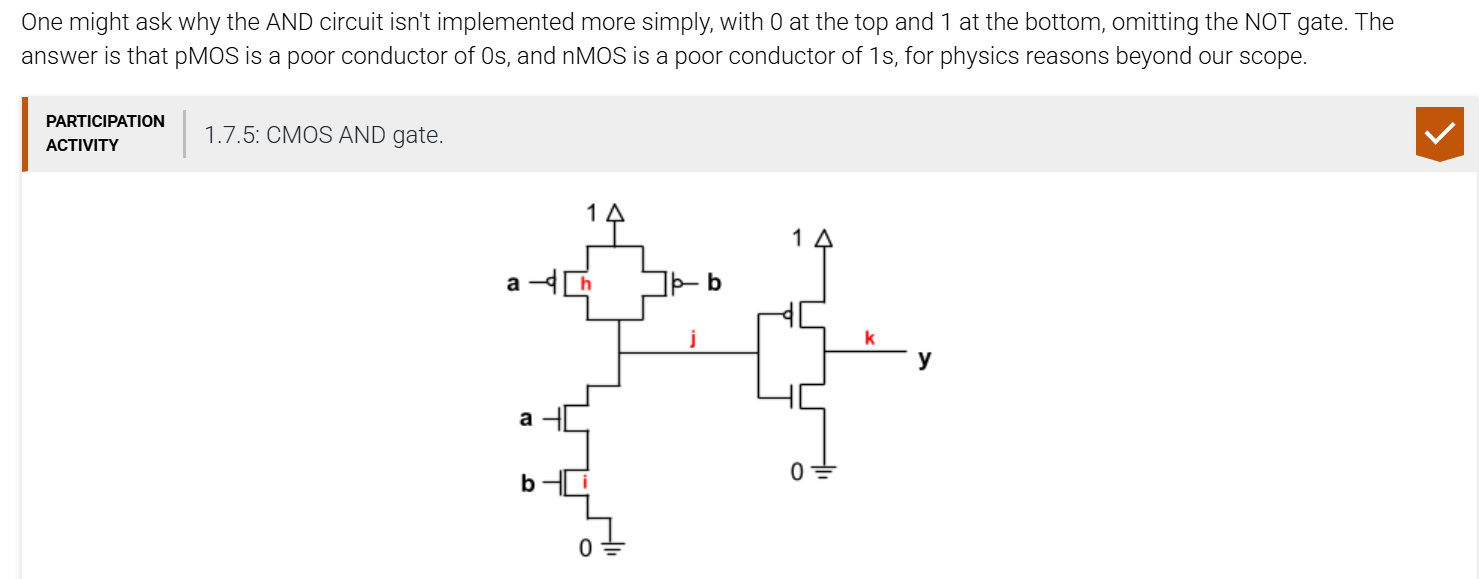 One might ask why the AND circuit isn't implemented more simply, with 0 at the top and 1 at the bottom, omitting the NOT gate. The
answer is that pMOS is a poor conductor of 0s, and nMOS is a poor conductor of 1s, for physics reasons beyond our scope.
PARTICIPATION
ACTIVITY
1.7.5: CMOS AND gate.
1
1
a
h
b
j
k
y
a
b
i
0
0